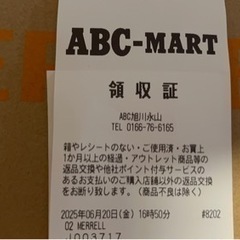 ABC-MART
領収証
ABC旭川永山
TEL 0166-76-6165
箱やレシートのない・ご使用済・お買上
1か月以上の経過・アウトレット商品等の
返品交換や他社ポイント付与サービスの
あるお支払いのご購入店舗以外の返品交換
をお断り致します。(商品不良は除く)
2025年06月20日(金) 16時50分 #8202
02 MERRELL
J003717